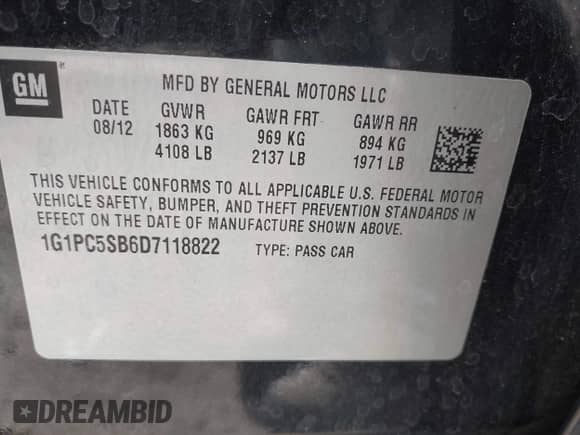 GM
MFD BY GENERAL MOTORS LLC
DATE GVWR GAWR FRT GAWR RR
08/12 1863 KG 969 KG 894 KG
4108 LB 2137 LB 1971 LB
THIS VEHICLE CONFORMS TO ALL APPLICABLE U.S. FEDERAL MOTOR
VEHICLE SAFETY, BUMPER, AND THEFT PREVENTION STANDARDS IN
EFFECT ON THE DATE OF MANUFACTURE SHOWN ABOVE.
1G1PC5SB6D7118822 TYPE: PASS CAR
DREAMBID